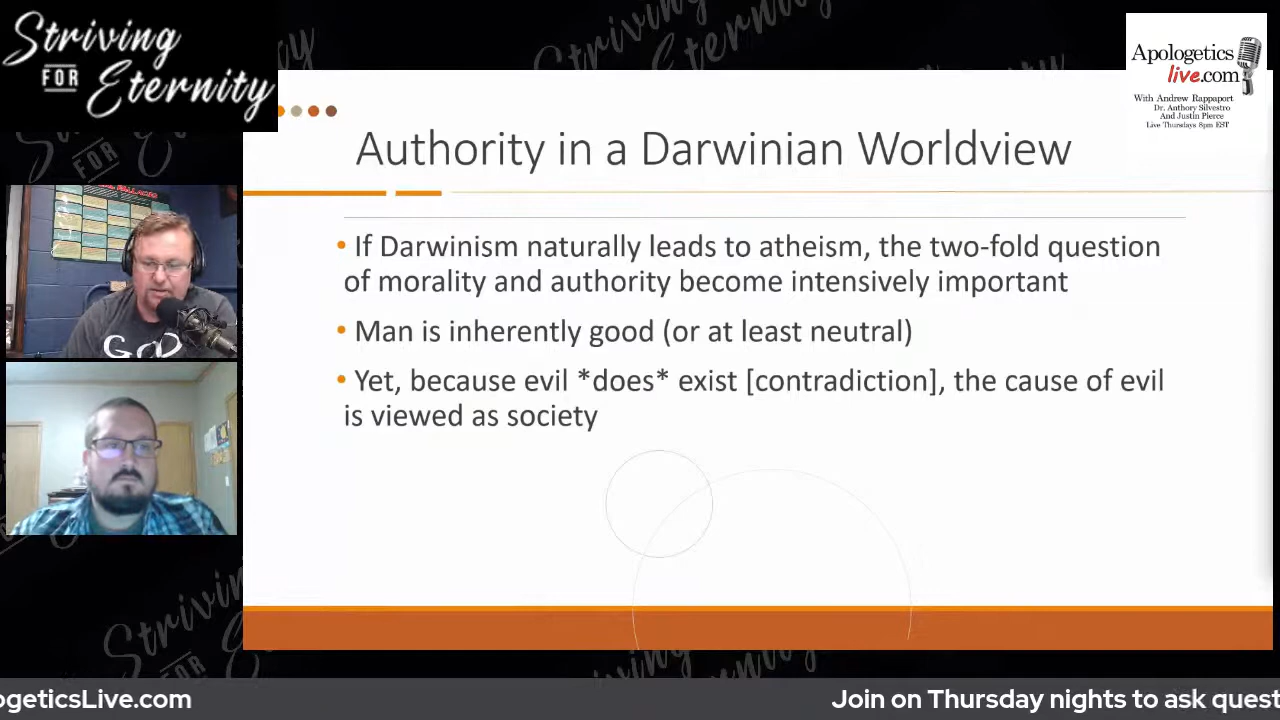 Striving
FOR
Eternity
Apologetics
live.com
With Andrew Rappaport
Dr. Anthony Silvestro
And Justin Pierce
Live Thursdays 8pm EST
Authority in a Darwinian Worldview
• If Darwinism naturally leads to atheism, the two-fold question
of morality and authority become intensively important
• Man is inherently good (or at least neutral)
• Yet, because evil *does* exist [contradiction], the cause of evil
is viewed as society
GOD
ogeticsLive.com
Join on Thursday nights to ask quest